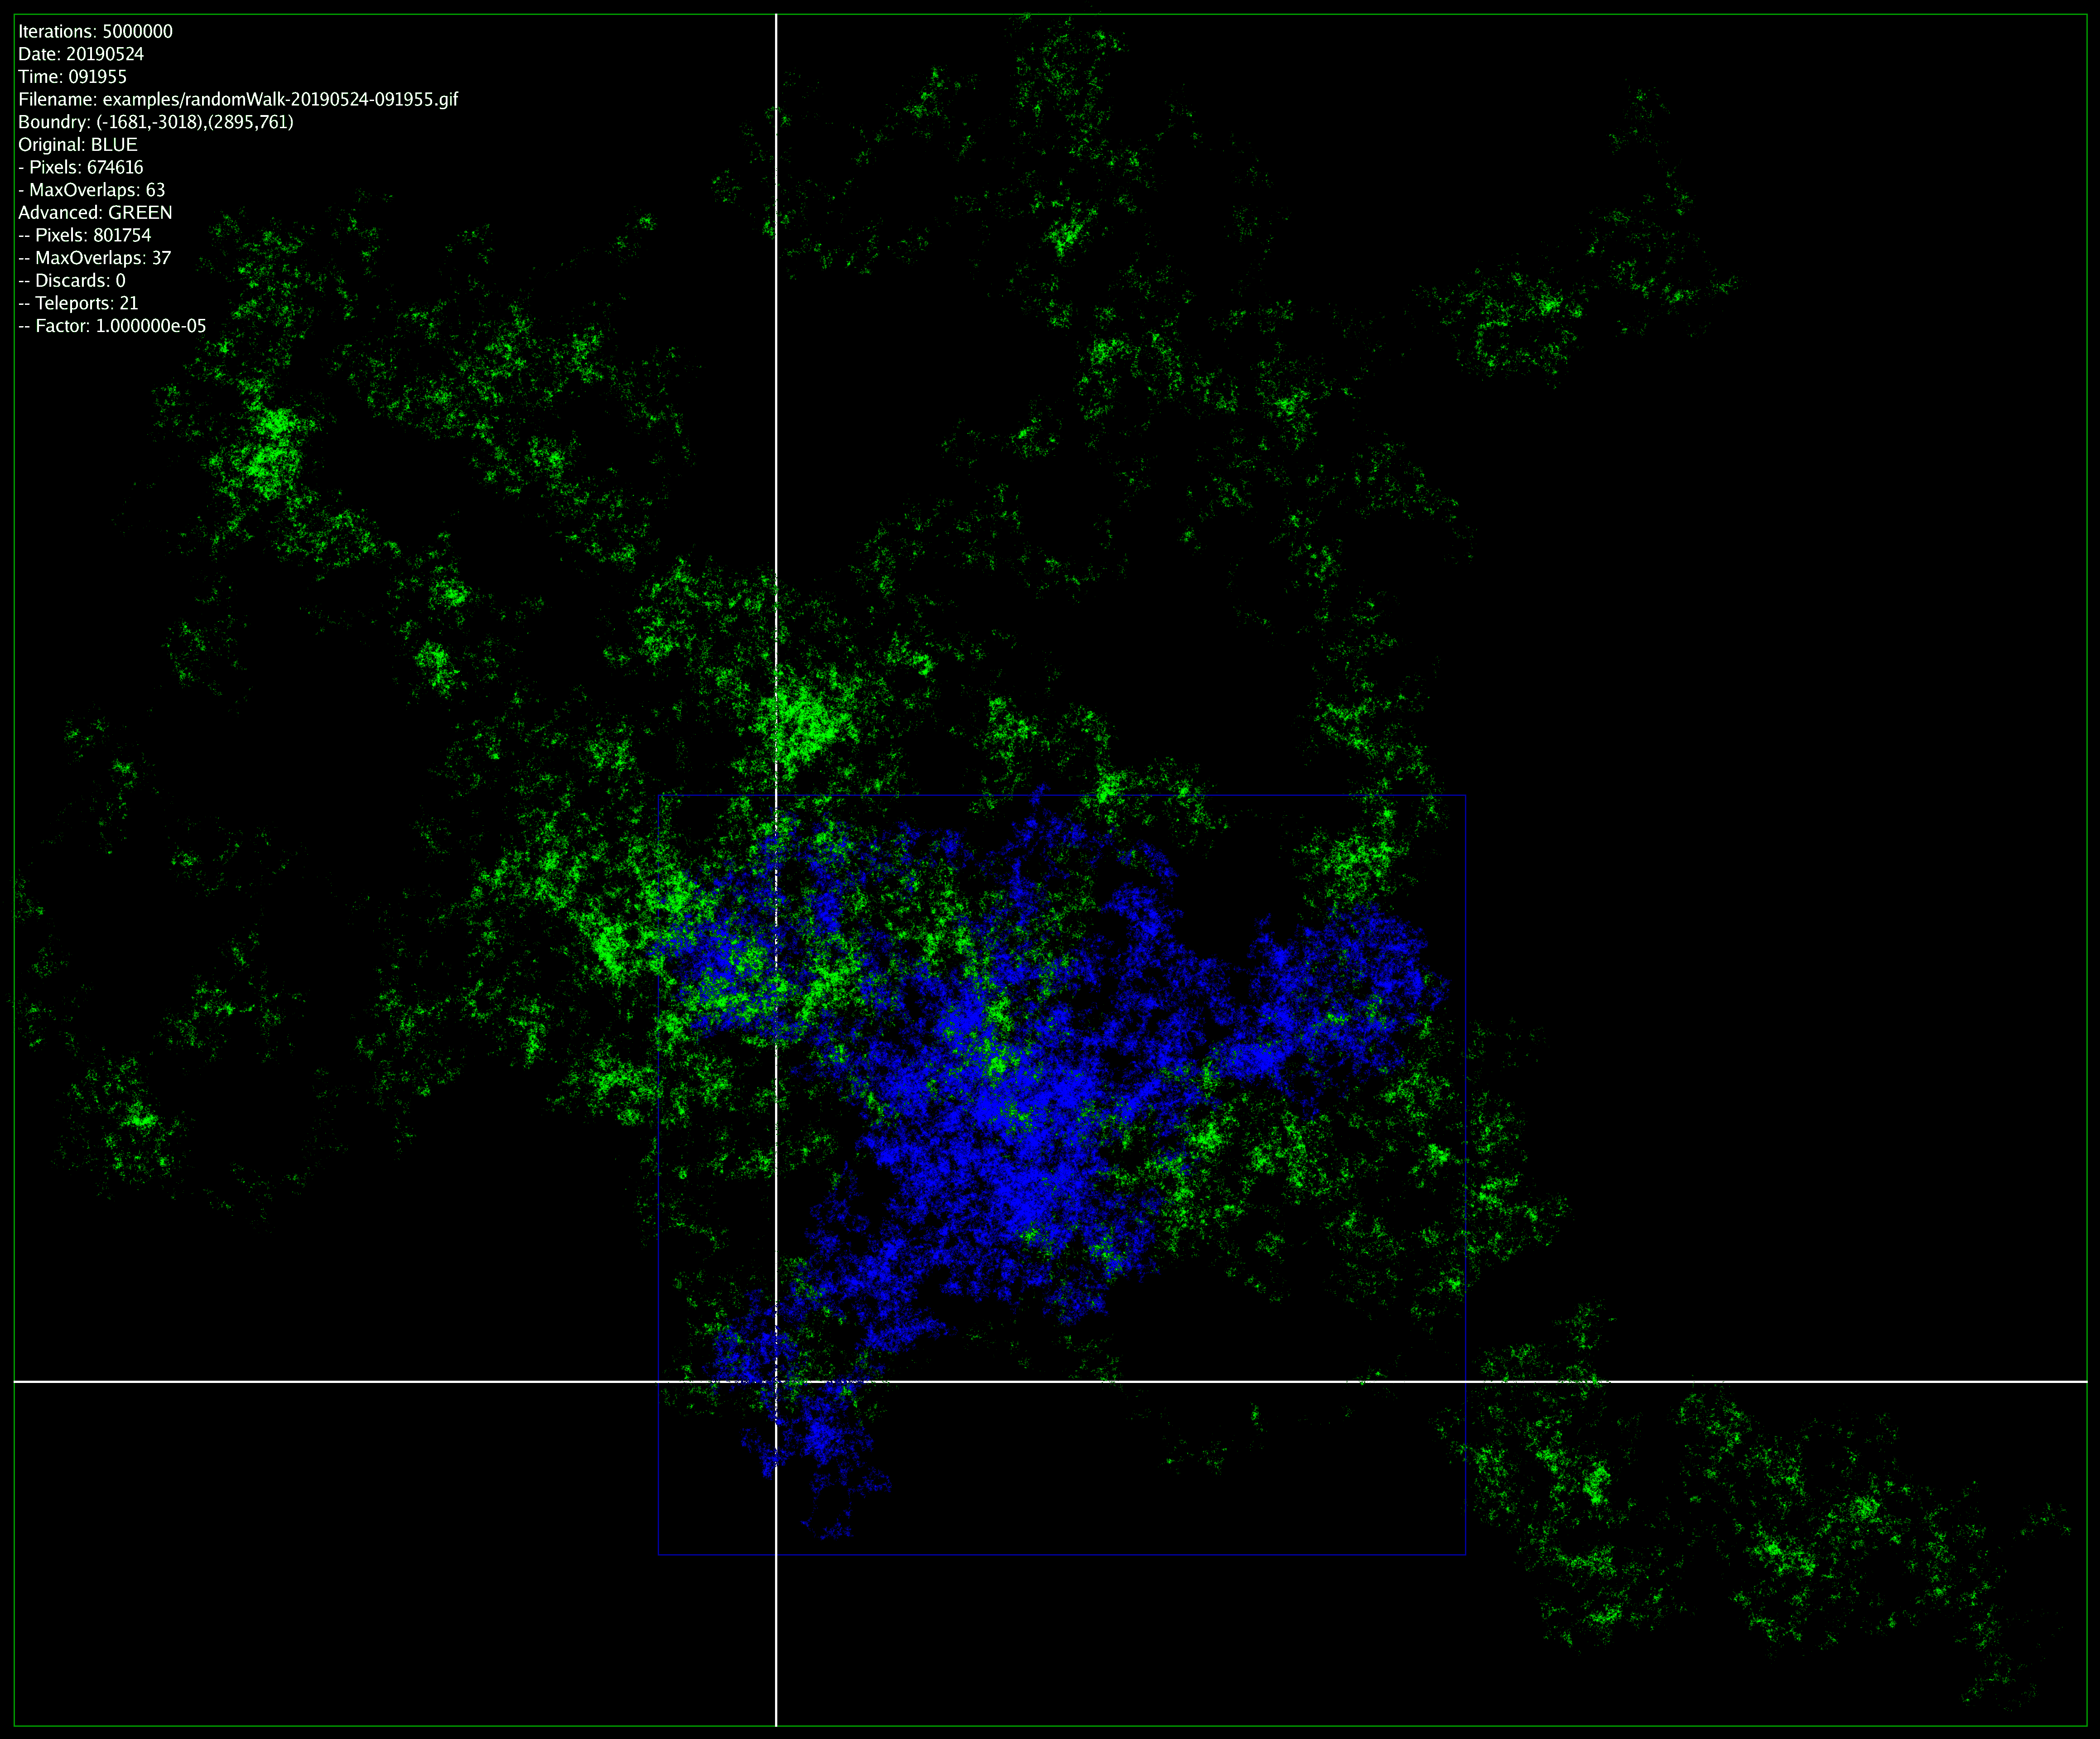 Iterations: 5000000
Date: 20190524
Time: 091955
Filename: examples/randomWalk-20190524-091955.gif
Boundry: (-1681,-3018),(2895,761)
Original: BLUE
- Pixels: 674616
- MaxOverlaps: 63
Advanced: GREEN
-- Pixels: 801754
-- MaxOverlaps: 37
-- Discards: 0
-- Teleports: 21
-- Factor: 1.000000e-05